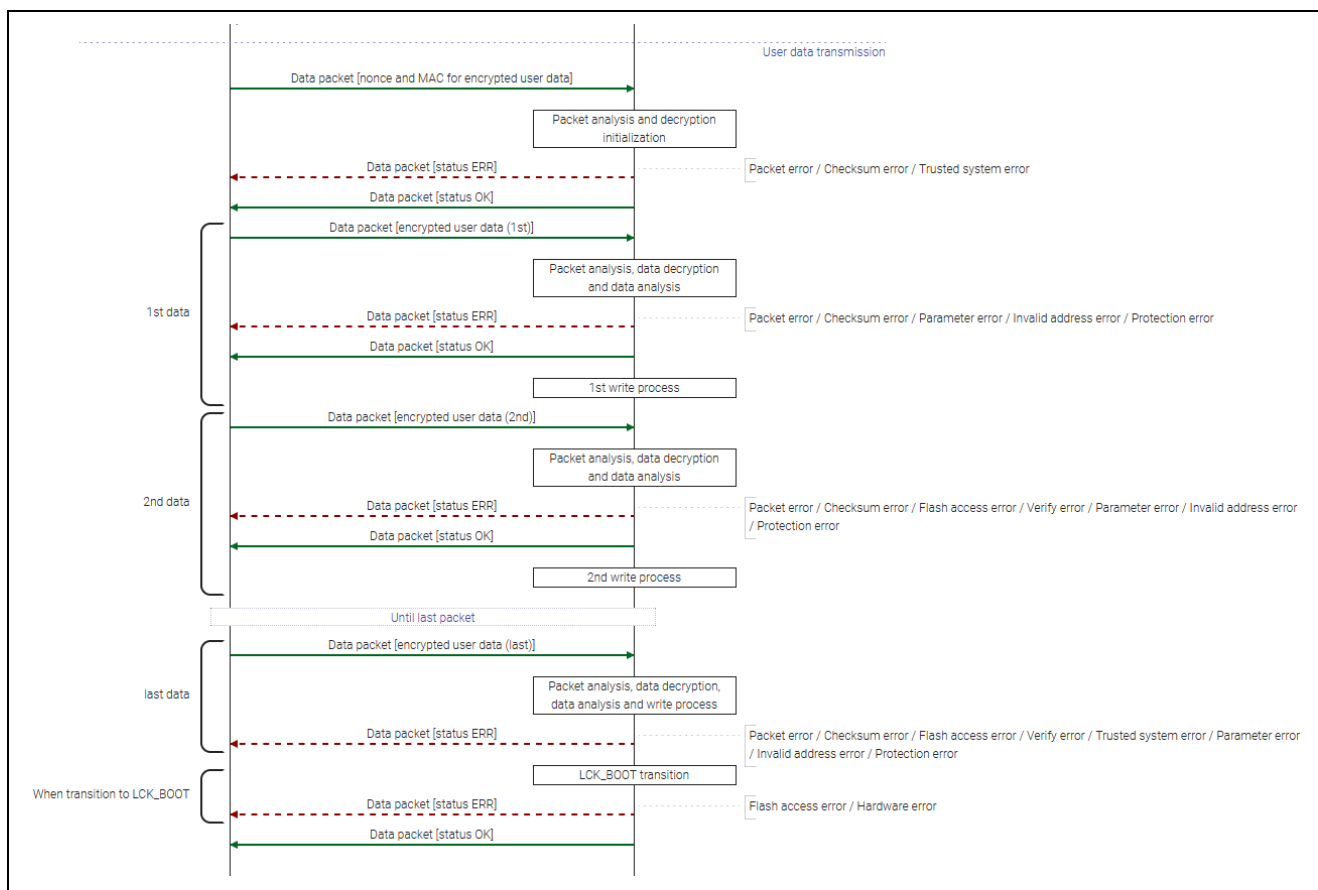 User data transmission
Data packet [nonce and MAC for encrypted user data]
Packet analysis and decryption
initialization
Data packet [status ERR]
Packet error / Checksum error / Trusted system error
Data packet [status OK]
Data packet [encrypted user data (1st)]
Packet analysis, data decryption
and data analysis
1st data
Data packet [status ERR]
Packet error / Checksum error / Parameter error / Invalid address error / Protection error
Data packet [status OK]
1st write process
Data packet [encrypted user data (2nd)]
Packet analysis, data decryption
and data analysis
2nd data
Data packet [status ERR]
Packet error / Checksum error / Flash access error / Verify error / Parameter error / Invalid address error
/ Protection error
Data packet [status OK]
2nd write process
Until last packet
Data packet [encrypted user data (last)]
Packet analysis, data decryption,
data analysis and write process
last data
Data packet [status ERR]
Packet error / Checksum error / Flash access error / Verify error / Trusted system error / Parameter error
/ Invalid address error / Protection error
LCK_BOOT transition
When transition to LCK_BOOT
Data packet [status ERR]
Flash access error / Hardware error
Data packet [status OK]